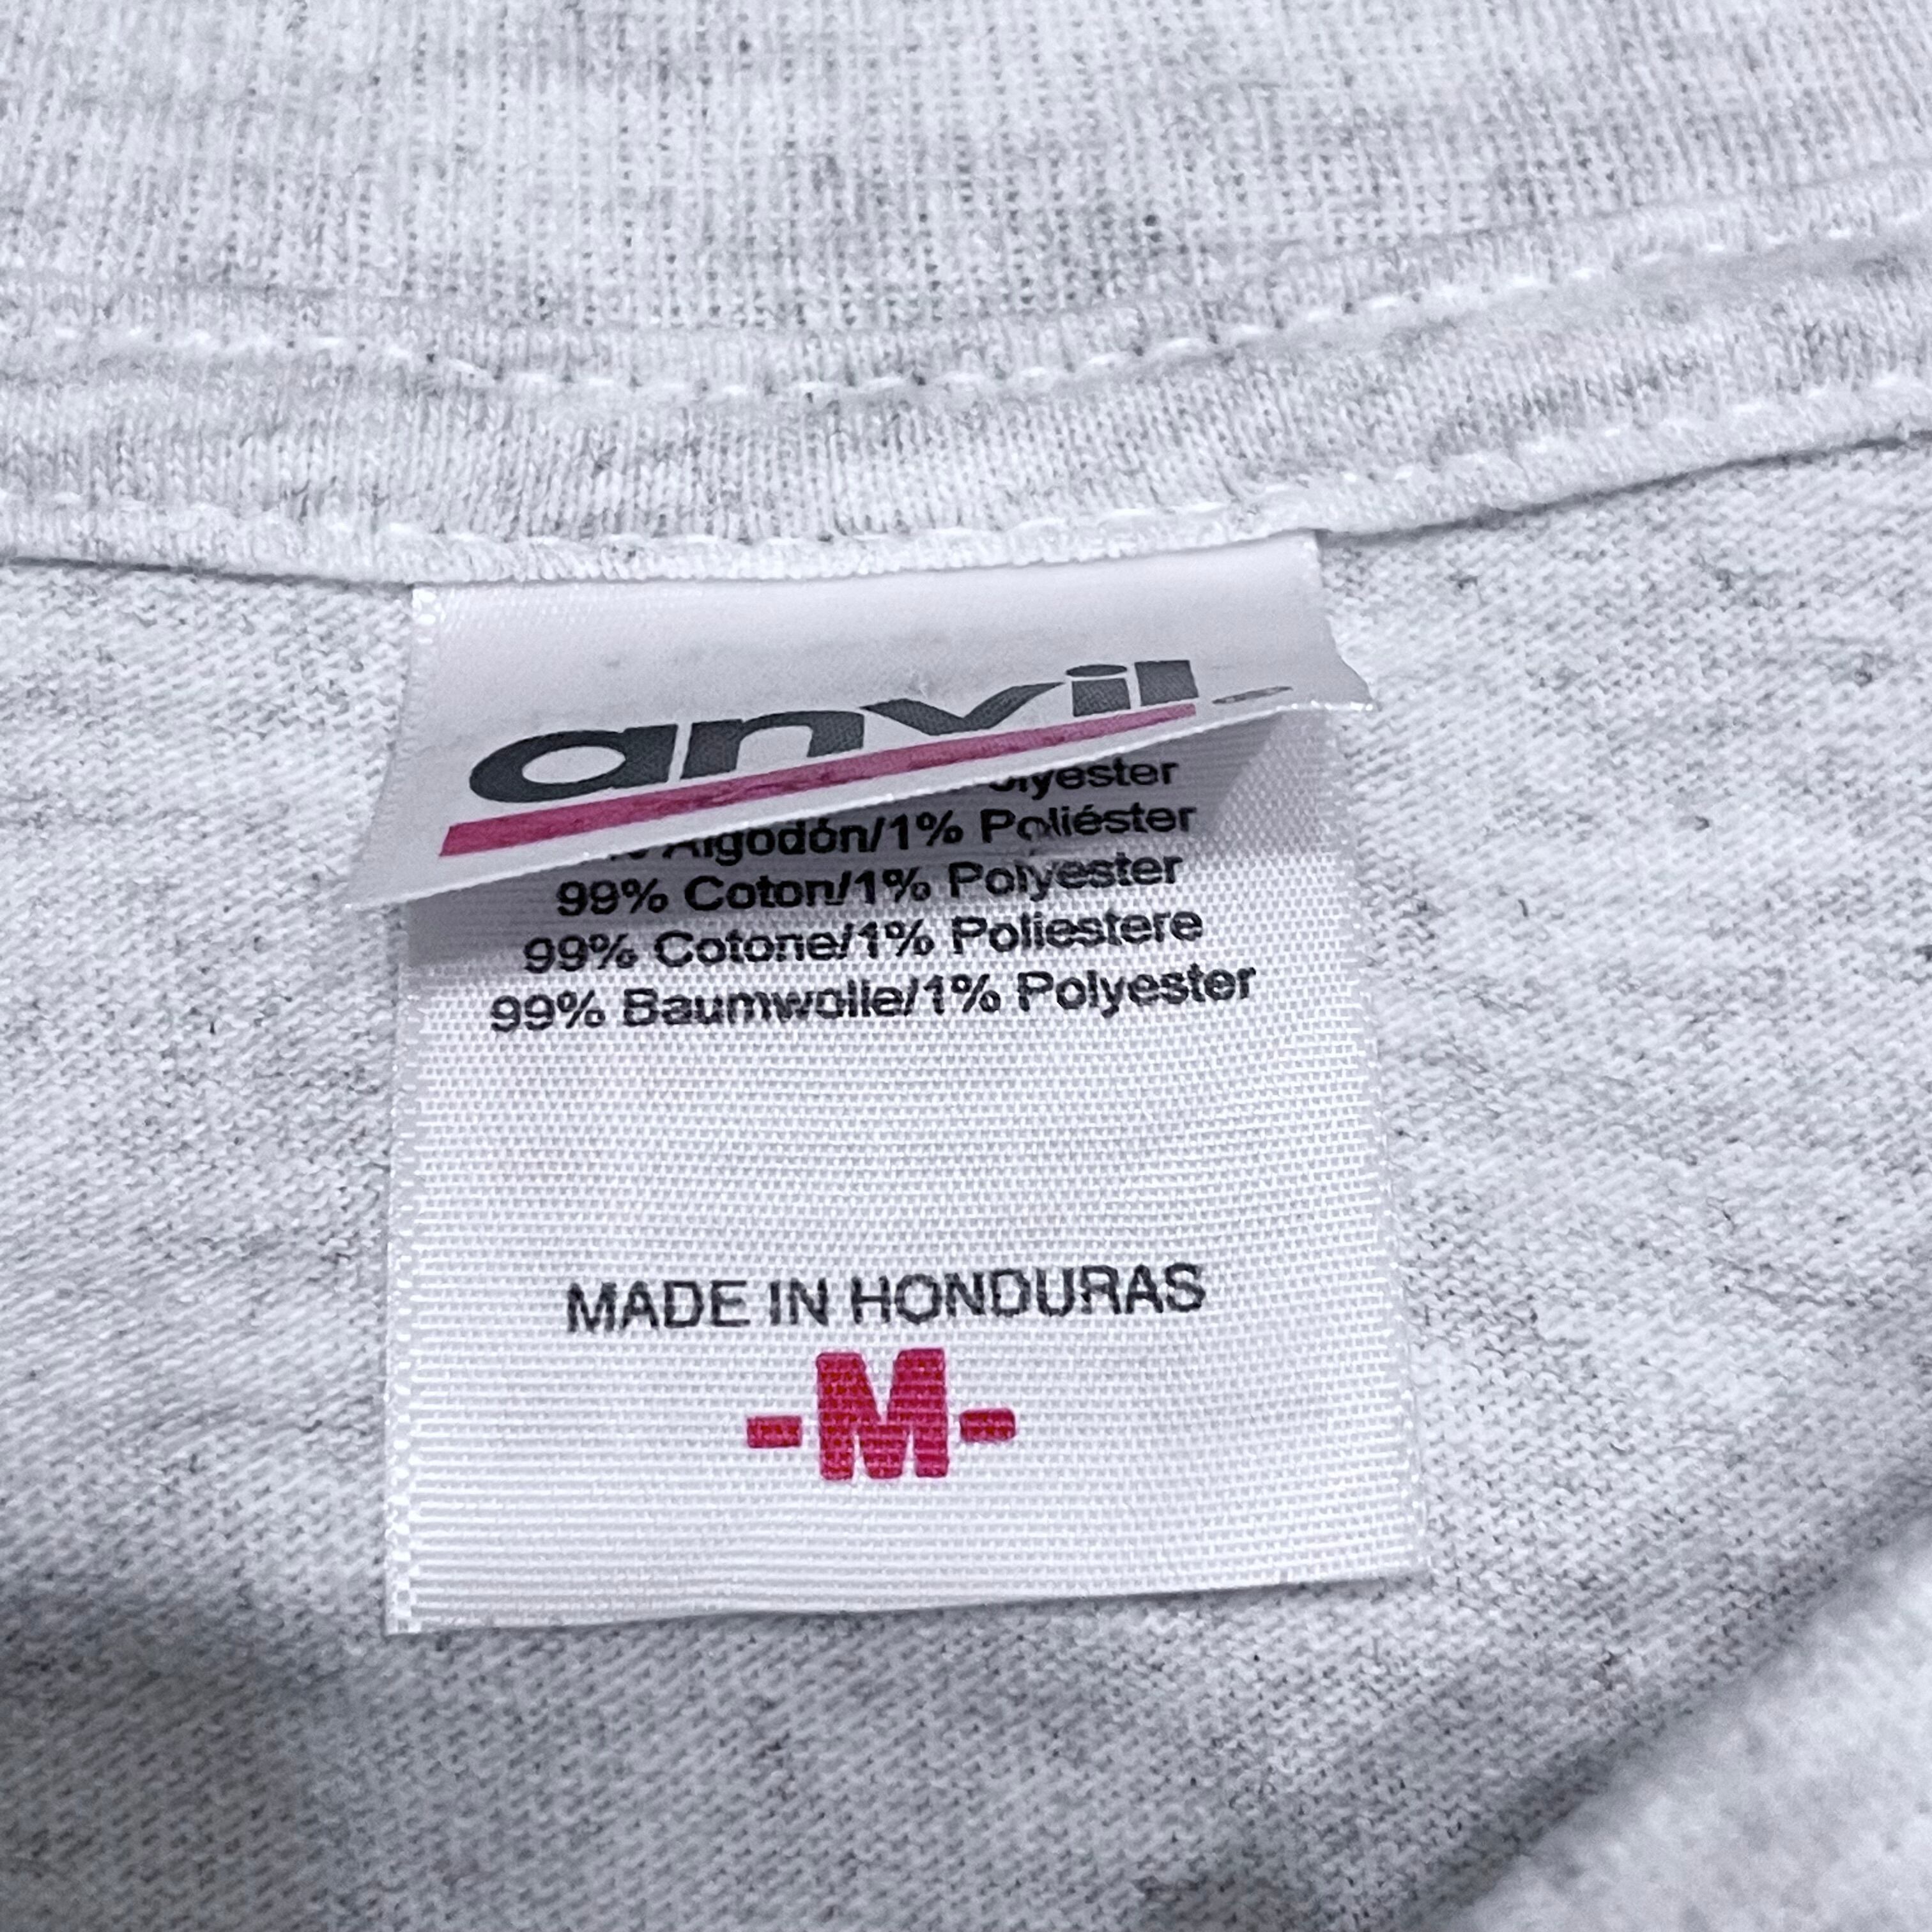 anvil
Algodón/1% Poliéster
99% Coton/1% Polyester
99% Cotone/1% Poliestere
99% Baumwolle/1% Polyester
MADE IN HONDURAS
-M-